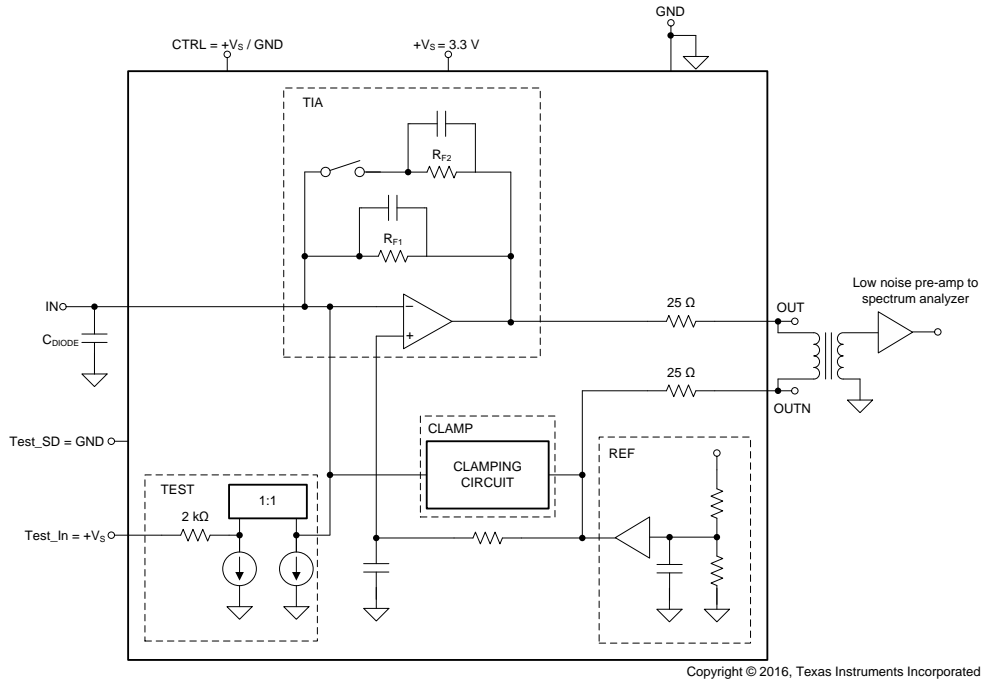 GND
CTRL = +VS / GND
+VS = 3.3 V
TIA
RF2
RF1
Low noise pre-amp to
spectrum analyzer
IN
−
+
25 Ω
OUT
CDIODE
25 Ω
OUTN
CLAMP
CLAMPING
CIRCUIT
REF
Test_SD = GND
TEST
1:1
2 kΩ
Test_In = +VS
Copyright © 2016, Texas Instruments Incorporated